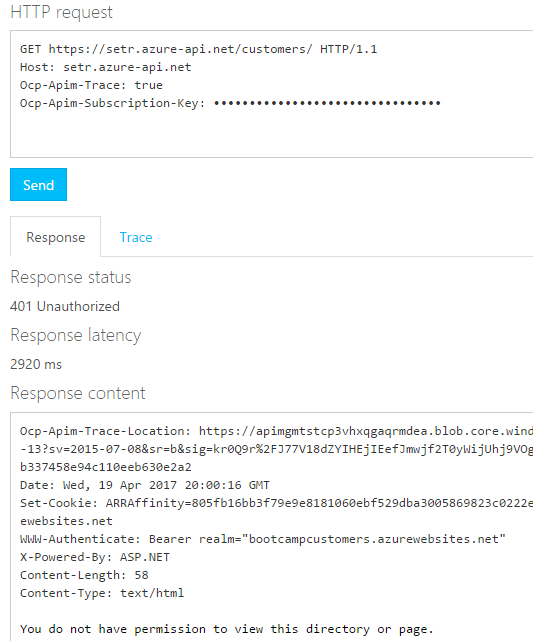 HTTP request
GET https://setr.azure-api.net/customers/ HTTP/1.1
Host: setr.azure-api.net
Ocp-Apim-Trace: true
Ocp-Apim-Subscription-Key: ••••••••••••••••••••••••••••••••
Send
Response Trace
Response status
401 Unauthorized
Response latency
2920 ms
Response content
Ocp-Apim-Trace-Location: https://apimgmtstcp3vhxqgaqrmdea.blob.core.wind
-13?sv=2015-07-08&sr=b&sig=kr0Q9r%2FJ77V18dZYIHEjIEefJmwjf2T0yWijUhj9VOg
b337458e94c110eeb630e2a2
Date: Wed, 19 Apr 2017 20:00:16 GMT
Set-Cookie: ARRAffinity=805fb16bb3f79e9e8181060ebf529dba3005869823c0222e
ewebsites.net
WWW-Authenticate: Bearer realm="bootcampcustomers.azurewebsites.net"
X-Powered-By: ASP.NET
Content-Length: 58
Content-Type: text/html
You do not have permission to view this directory or page.